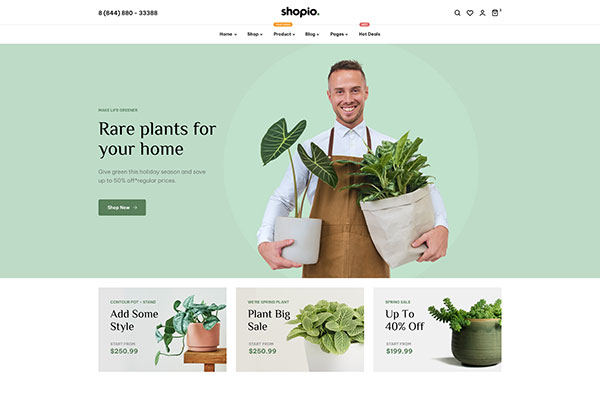 8 (844) 880 - 33388
shopio.
Home
Shop
Product
Blog
Pages
Hot Deals
MAKE LIFE GREENER
Rare plants for
your home
Give green this holiday season and save
up to 50% off*regular prices.
Shop Now
CONTOUR POT + STAND
Add Some
Style
START FROM
$250.99
WE'RE SPRING PLANT
Plant Big
Sale
START FROM
$250.99
SPRING SALE
Up To
40% Off
START FROM
$199.99